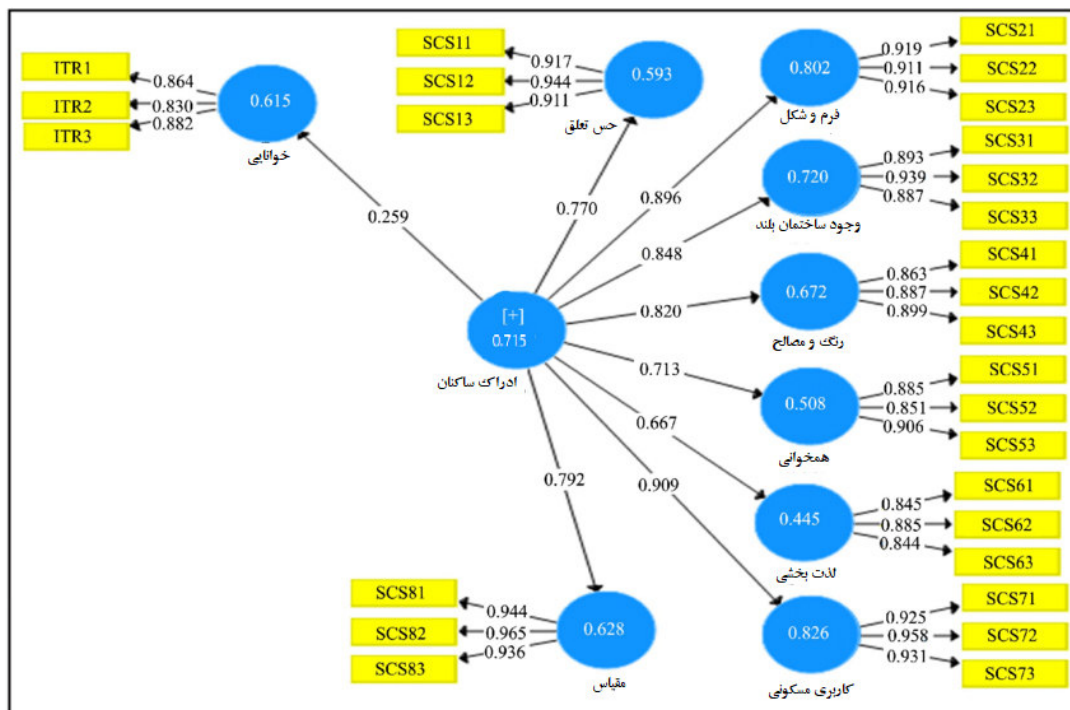 ITR1
ITR2
ITR3
0.864
0.830
0.882
0.615
خوانایی
SCS11
SCS12
SCS13
0.917
0.944
0.911
0.593
حس تعلق
0.802
فرم و شکل
0.919
0.911
0.916
SCS21
SCS22
SCS23
0.720
وجود ساختمان بلند
0.893
0.939
0.887
SCS31
SCS32
SCS33
0.672
رنگ و مصالح
0.863
0.887
0.899
SCS41
SCS42
SCS43
0.508
همخوانی
0.885
0.851
0.906
SCS51
SCS52
SCS53
0.445
لذت بخشی
0.845
0.885
0.844
SCS61
SCS62
SCS63
0.826
کاربری مسکونی
0.925
0.958
0.931
SCS71
SCS72
SCS73
0.259
0.770
0.896
0.848
0.820
0.713
0.667
0.909
0.792
[+]
0.715
ادراک ساکنان
SCS81
SCS82
SCS83
0.944
0.965
0.936
0.628
مقیاس